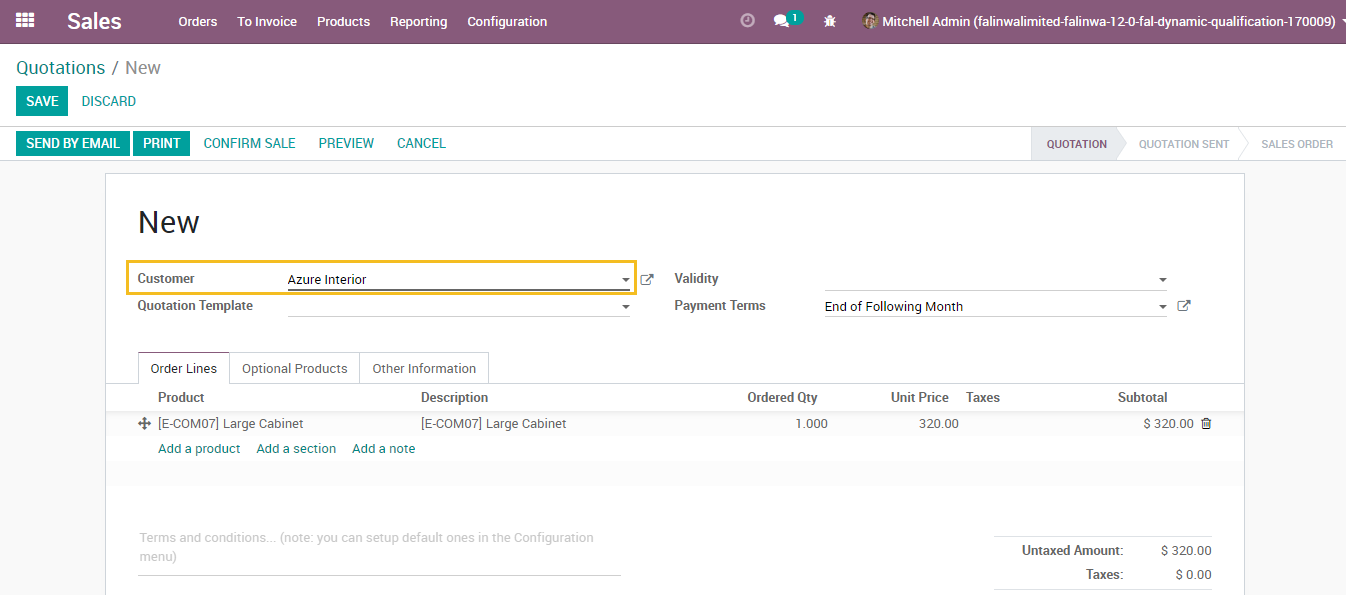 Sales Orders To Invoice Products Reporting Configuration 1 Mitchell Admin (falinwalimited-falinwa-12-0-fal-dynamic-qualification-170009)
Quotations / New
SAVE DISCARD
SEND BY EMAIL PRINT CONFIRM SALE PREVIEW CANCEL QUOTATION QUOTATION SENT SALES ORDER
New
Customer Azure Interior Validity
Quotation Template Payment Terms End of Following Month
Order Lines Optional Products Other Information
Product Description Ordered Qty Unit Price Taxes Subtotal
[E-COM07] Large Cabinet [E-COM07] Large Cabinet 1.000 320.00 $ 320.00
Add a product Add a section Add a note
Terms and conditions... (note: you can setup default ones in the Configuration
menu)
Untaxed Amount: $ 320.00
Taxes: $ 0.00